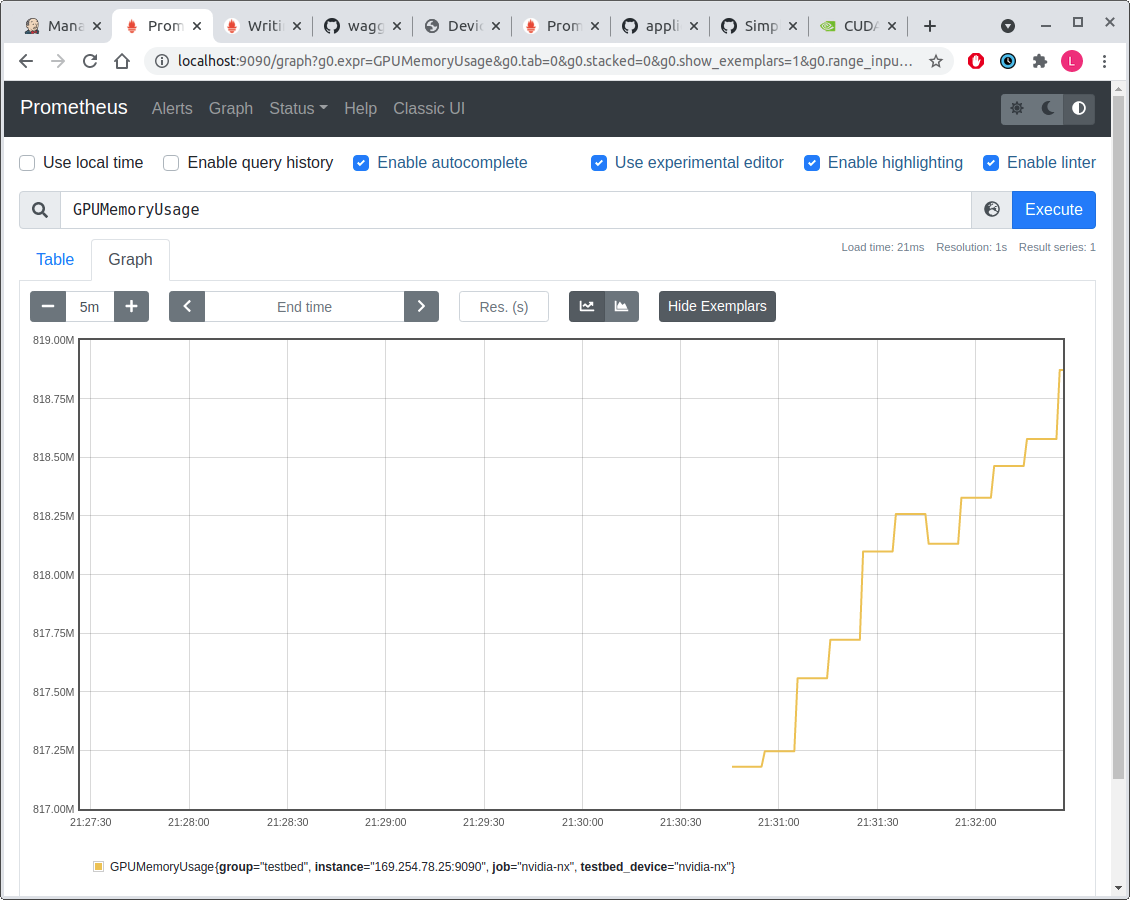 Mana
Prom
Writi
wagg
Devic
Prom
appli
Simp
CUDA
localhost:9090/graph?g0.expr=GPUMemoryUsage&g0.tab=0&g0.stacked=0&g0.show_exemplars=1&g0.range_inpu...
L
Prometheus Alerts Graph Status Help Classic UI
Use local time Enable query history Enable autocomplete Use experimental editor Enable highlighting Enable linter
GPUMemoryUsage Execute
Load time: 21ms Resolution: 1s Result series: 1
Table Graph
5m End time Res. (s) Hide Exemplars
819.00M
818.75M
818.50M
818.25M
818.00M
817.75M
817.50M
817.25M
817.00M
21:27:30 21:28:00 21:28:30 21:29:00 21:29:30 21:30:00 21:30:30 21:31:00 21:31:30 21:32:00
GPUMemoryUsage{group="testbed", instance="169.254.78.25:9090", job="nvidia-nx", testbed_device="nvidia-nx"}